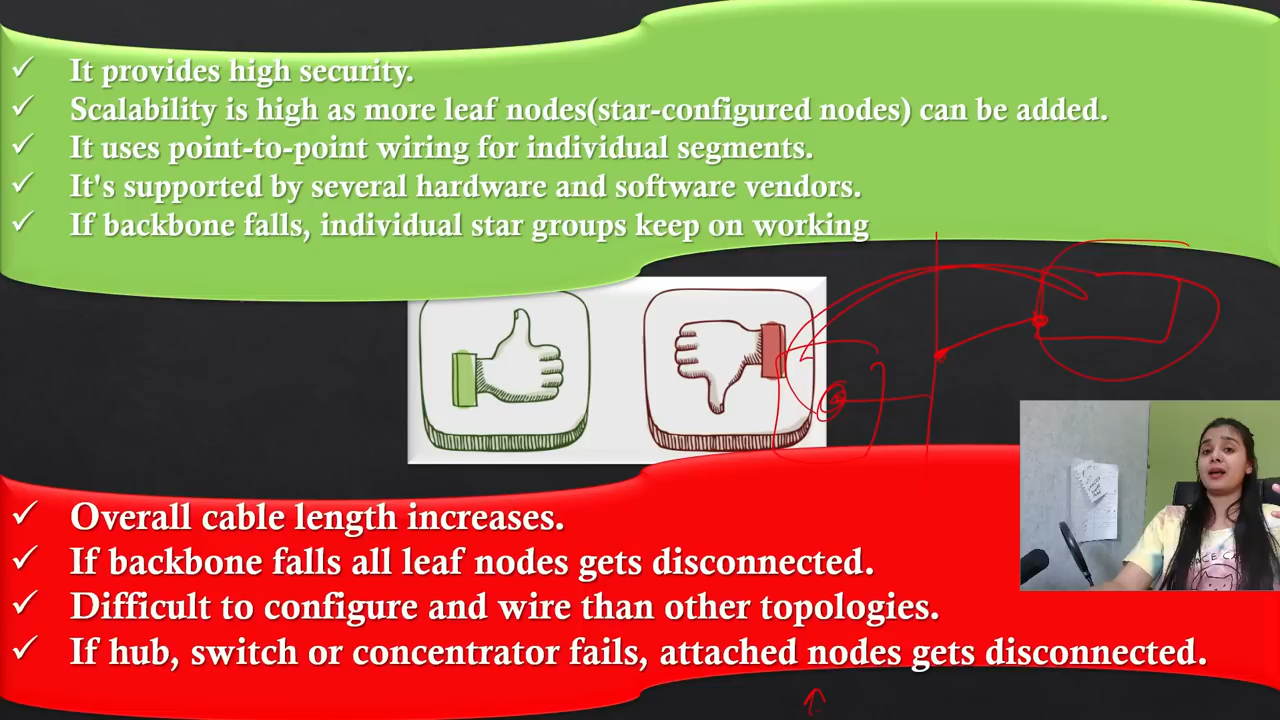 ✓ It provides high security.
✓ Scalability is high as more leaf nodes(star-configured nodes) can be added.
✓ It uses point-to-point wiring for individual segments.
✓ It's supported by several hardware and software vendors.
✓ If backbone falls, individual star groups keep on working
✓ Overall cable length increases.
✓ If backbone falls all leaf nodes gets disconnected.
✓ Difficult to configure and wire than other topologies.
✓ If hub, switch or concentrator fails, attached nodes gets disconnected.